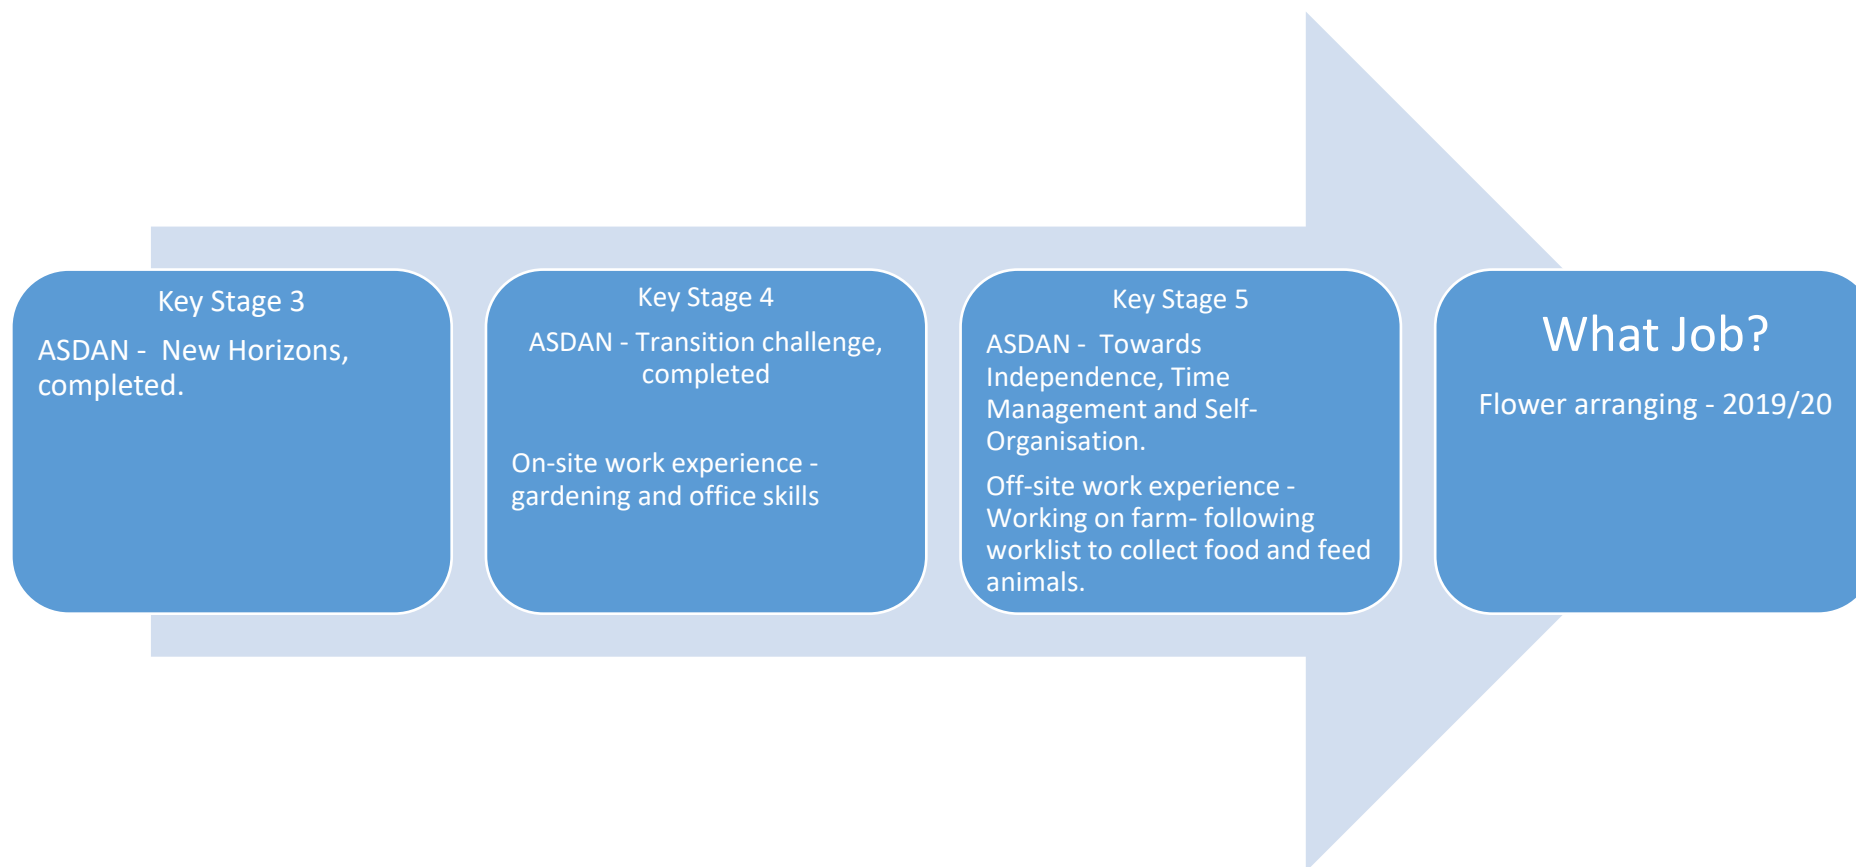 Key Stage 3
ASDAN -  New Horizons,
completed.
Key Stage 4
ASDAN - Transition challenge,
completed
On-site work experience -
gardening and office skills
Key Stage 5
ASDAN -  Towards
Independence, Time
Management and Self-
Organisation.
Off-site work experience -
Working on farm- following
worklist to collect food and feed
animals.
What Job?
Flower arranging - 2019/20